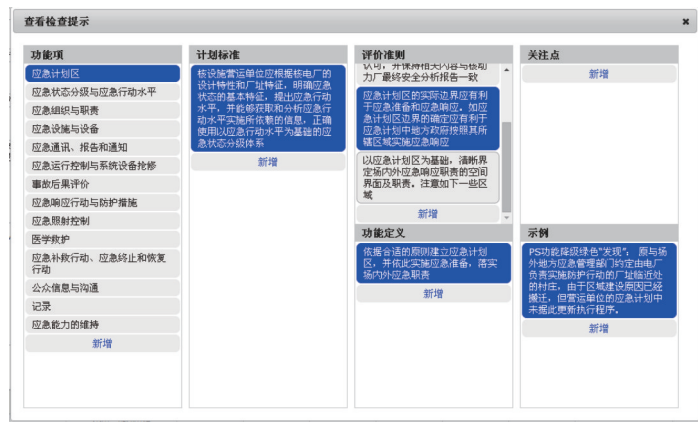 查看检查提示
功能项
应急计划区
应急状态分级与应急行动水平
应急组织与职责
应急设施与设备
应急通讯、报告和通知
应急运行控制与系统设备抢修
事故后果评价
应急响应行动与防护措施
应急照射控制
医学救护
应急补救行动、应急终止和恢复
行动
公众信息与沟通
记录
应急能力的维持
新增
计划标准
核设施营运单位应根据核电厂的
设计特性和厂址特征，明确应急
状态的基本特征，提出应急行动
水平，并能够获取和分析应急行
动水平实施所依赖的信息，正确
使用以应急行动水平为基础的应
急状态分级体系
新增
评价准则
认可，并保持相关内容与核动
力厂最终安全分析报告一致
应急计划区的实际边界应有利
于应急准备和应急响应。如应
急计划区边界的确定应有利于
应急计划中地方政府按照其所
辖区域实施应急响应
以应急计划区为基础，清晰界
定场内外应急响应职责的空间
界面及职责。注意如下一些区
域
新增
功能定义
依据合适的原则建立应急计划
区，并依此实施应急准备，落实
场内外应急职责
新增
关注点
新增
示例
PS功能降级绿色"发现"： 原与场
外地方应急管理部门约定由电厂
负责实施防护行动的厂址临近处
的村庄，由于区域建设原因已经
搬迁，但营运单位的应急计划中
未据此更新执行程序。
新增